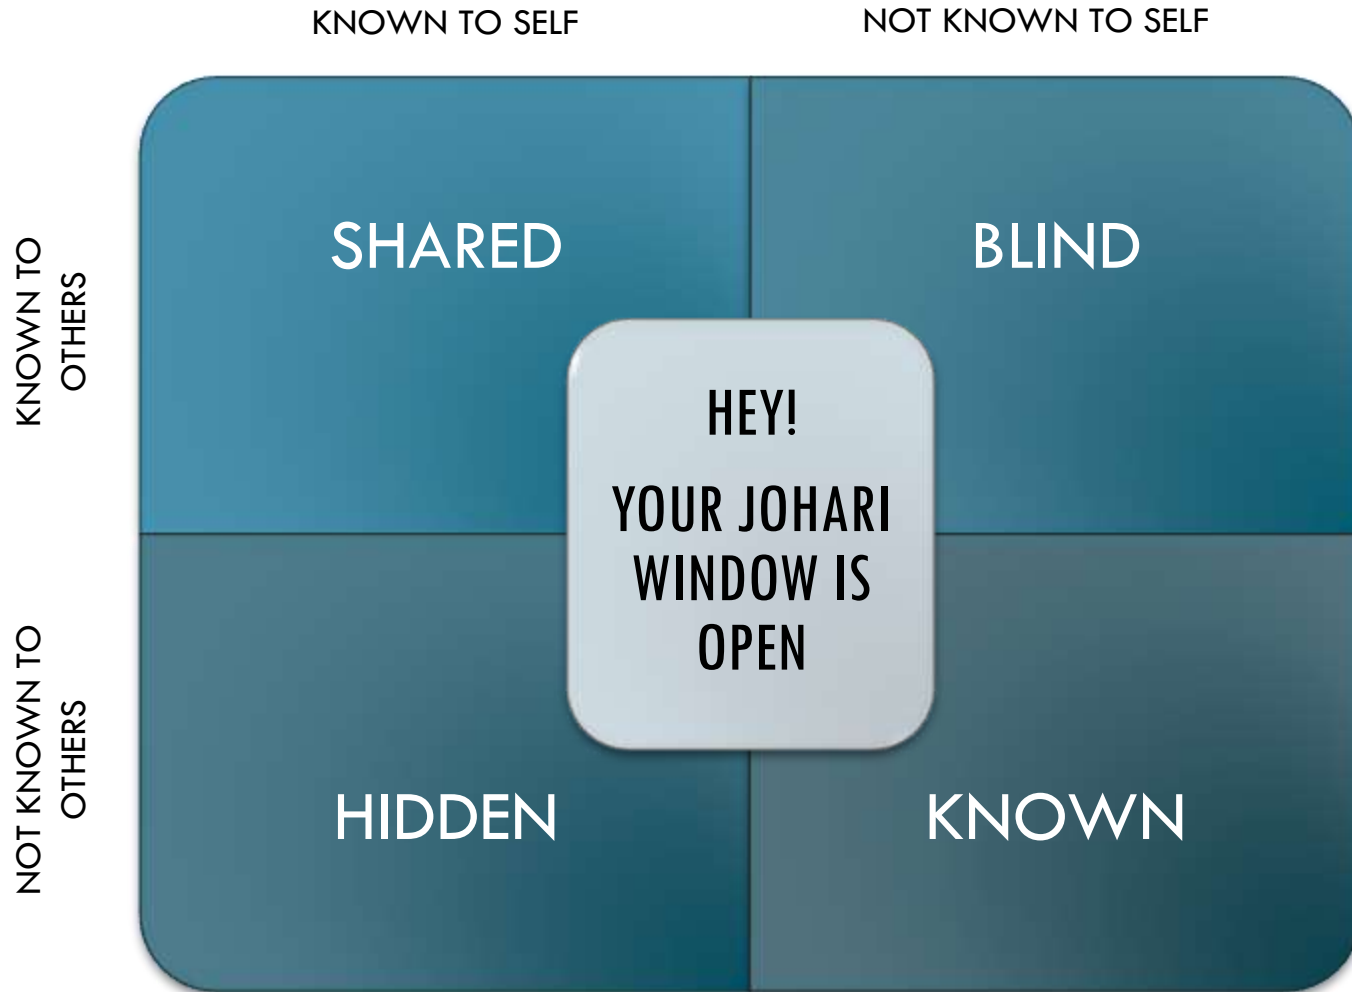 KNOWN TO SELF
NOT KNOWN TO SELF
KNOWN TO
OTHERS
SHARED
BLIND
HEY!
YOUR JOHARI
WINDOW IS
OPEN
NOT KNOWN TO
OTHERS
HIDDEN
KNOWN